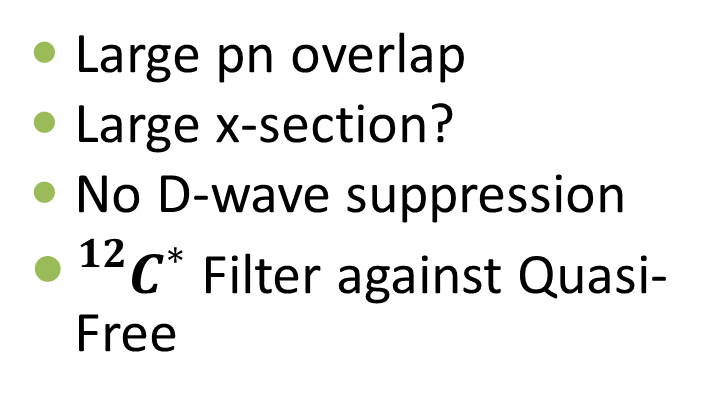 • Large pn overlap
• Large x-section?
• No D-wave suppression
• ¹²C* Filter against Quasi-
Free